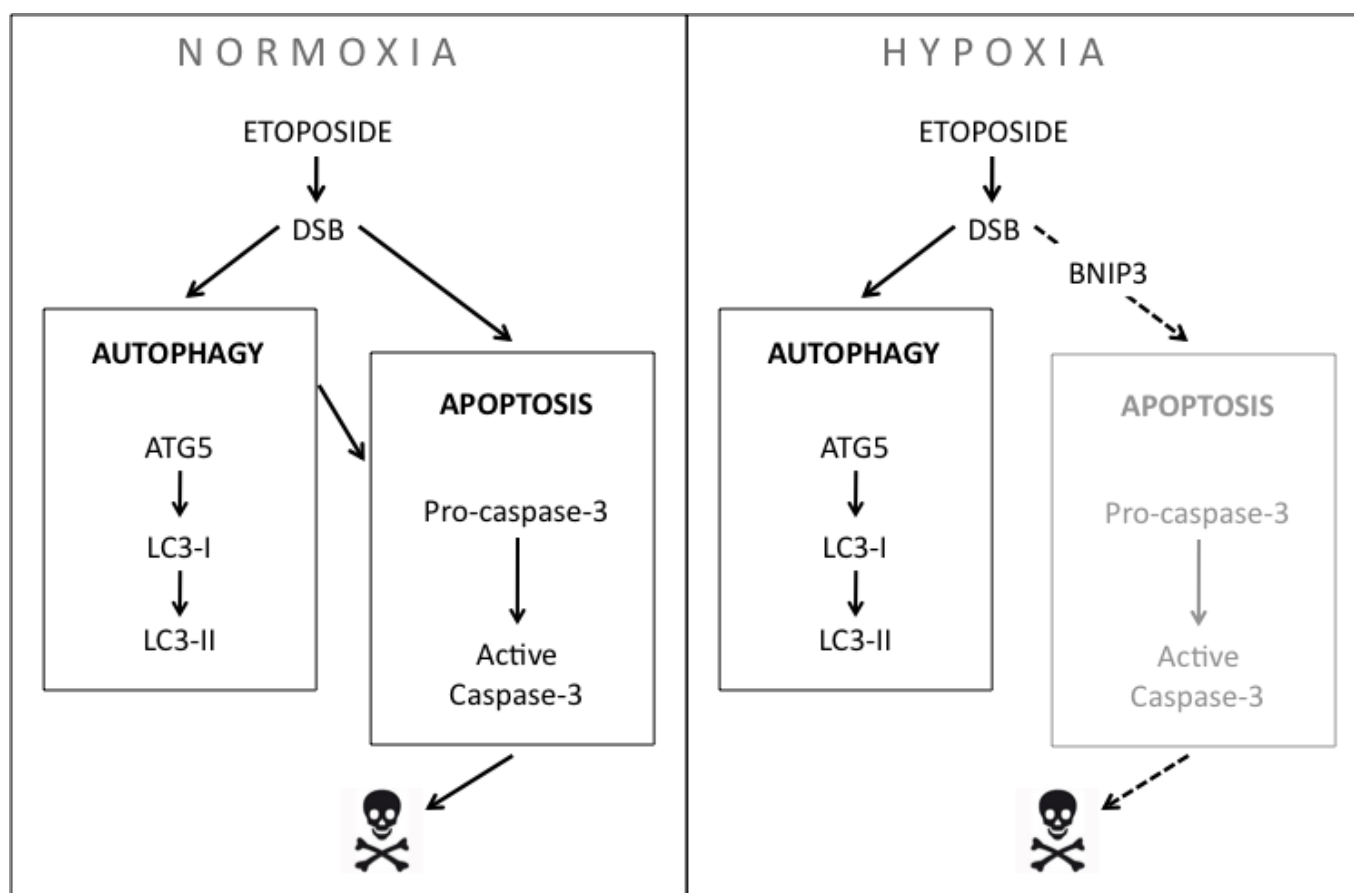 NORMOXIA
ETOPOSIDE
DSB
AUTOPHAGY
ATG5
LC3-I
LC3-II
APOPTOSIS
Pro-caspase-3
Active
Caspase-3
HYPOXIA
ETOPOSIDE
DSB
BNIP3
AUTOPHAGY
ATG5
LC3-I
LC3-II
APOPTOSIS
Pro-caspase-3
Active
Caspase-3